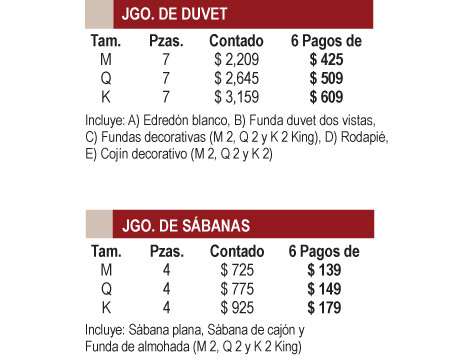 JGO. DE DUVET
Tam. Pzas. Contado 6 Pagos de
M 7 $ 2,209 $ 425
Q 7 $ 2,645 $ 509
K 7 $ 3,159 $ 609
Incluye: A) Edredón blanco, B) Funda duvet dos vistas,
C) Fundas decorativas (M 2, Q 2 y K 2 King), D) Rodapié,
E) Cojín decorativo (M 2, Q 2 y K 2)
JGO. DE SÁBANAS
Tam. Pzas. Contado 6 Pagos de
M 4 $ 725 $ 139
Q 4 $ 775 $ 149
K 4 $ 925 $ 179
Incluye: Sábana plana, Sábana de cajón y
Funda de almohada (M 2, Q 2 y K 2 King)